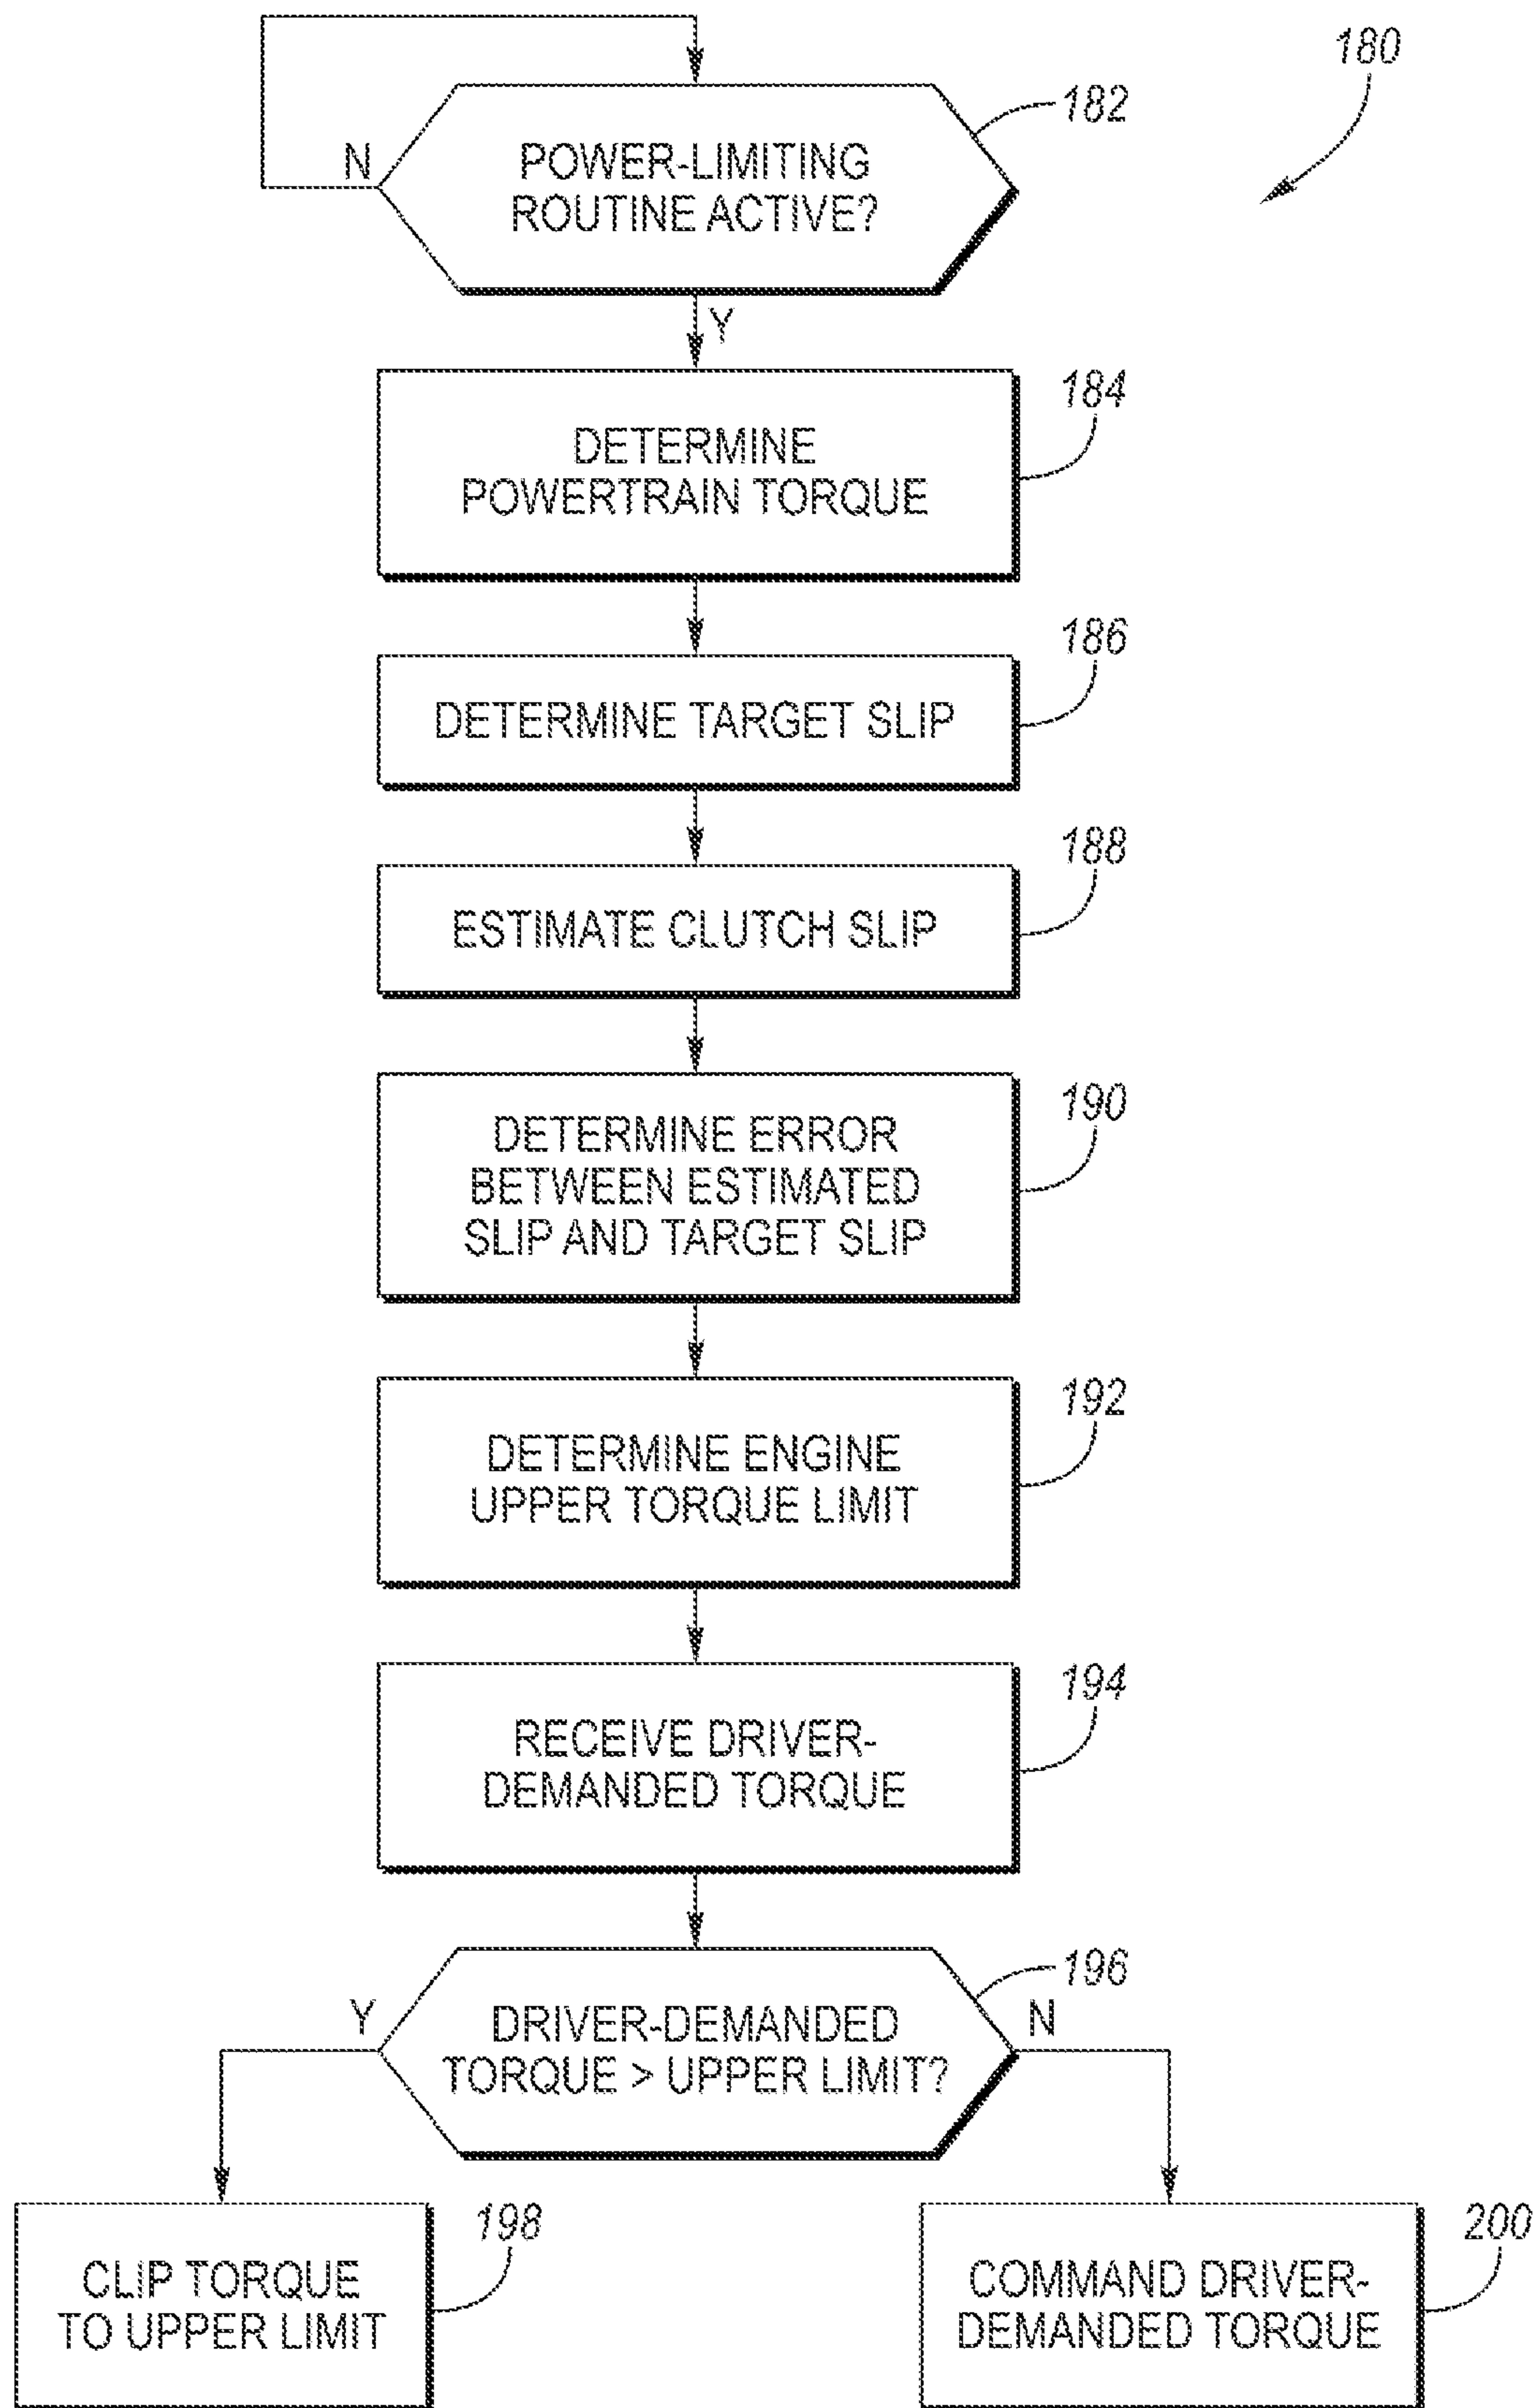 180
182
N
POWER-LIMITING
ROUTINE ACTIVE?
Y
184
DETERMINE
POWERTRAIN TORQUE
186
DETERMINE TARGET SLIP
188
ESTIMATE CLUTCH SLIP
190
DETERMINE ERROR
BETWEEN ESTIMATED
SLIP AND TARGET SLIP
192
DETERMINE ENGINE
UPPER TORQUE LIMIT
194
RECEIVE DRIVER-
DEMANDED TORQUE
196
Y
N
DRIVER-DEMANDED
TORQUE > UPPER LIMIT?
198
CLIP TORQUE
TO UPPER LIMIT
200
COMMAND DRIVER-
DEMANDED TORQUE